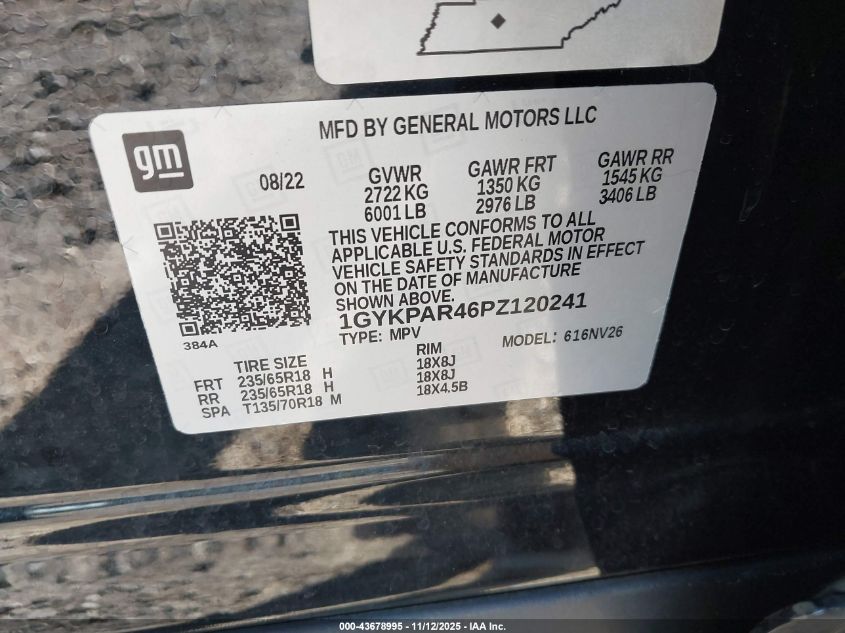 MFD BY GENERAL MOTORS LLC
gm
08/22
GVWR GAWR FRT GAWR RR
2722 KG 1350 KG 1545 KG
6001 LB 2976 LB 3406 LB
THIS VEHICLE CONFORMS TO ALL
APPLICABLE U.S. FEDERAL MOTOR
VEHICLE SAFETY STANDARDS IN EFFECT
ON THE DATE OF MANUFACTURE
SHOWN ABOVE.
1GYKPAR46PZ120241
TYPE: MPV MODEL: 616NV26
384A
TIRE SIZE RIM
FRT 235/65R18 H 18X8J
RR 235/65R18 H 18X8J
SPA T135/70R18 M 18X4.5B
000-43678995 - 11/12/2025 - IAA Inc.